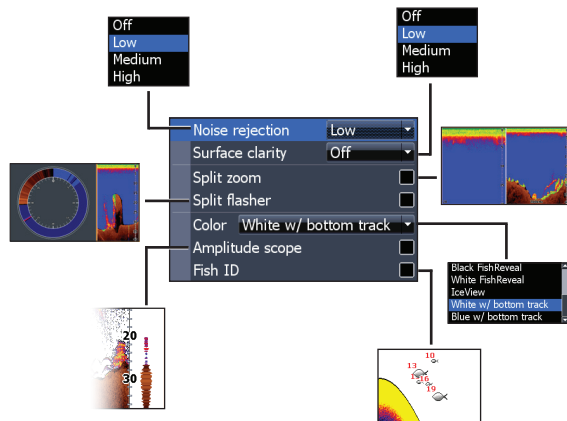 Off
Low
Medium
High
Off
Low
Medium
High
Noise rejection Low
Surface clarity Off
Split zoom
Split flasher
Color White w/ bottom track
Amplitude scope
Fish ID
Black FishReveal
White FishReveal
IceView
White w/ bottom track
Blue w/ bottom track
20
30
10
13
16
19